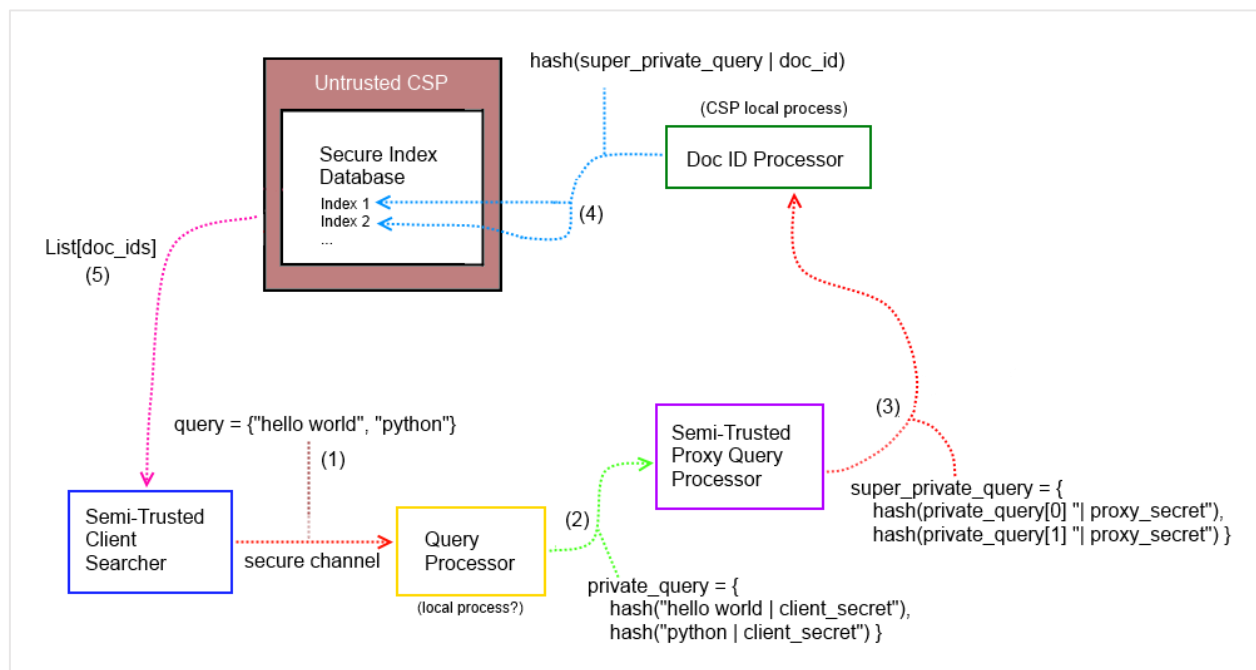 hash(super_private_query | doc_id)
Untrusted CSP
(CSP local process)
Secure Index
Database
Doc ID Processor
Index 1
Index 2
...
(4)
List[doc_ids]
(5)
query = {"hello world", "python"}
(1)
Semi-Trusted
Proxy Query
Processor
(3)
super_private_query = {
hash(private_query[0] "| proxy_secret"),
hash(private_query[1] "| proxy_secret") }
Semi-Trusted
Client
Searcher
secure channel
Query
Processor
(local process?)
(2)
private_query = {
hash("hello world | client_secret"),
hash("python | client_secret") }